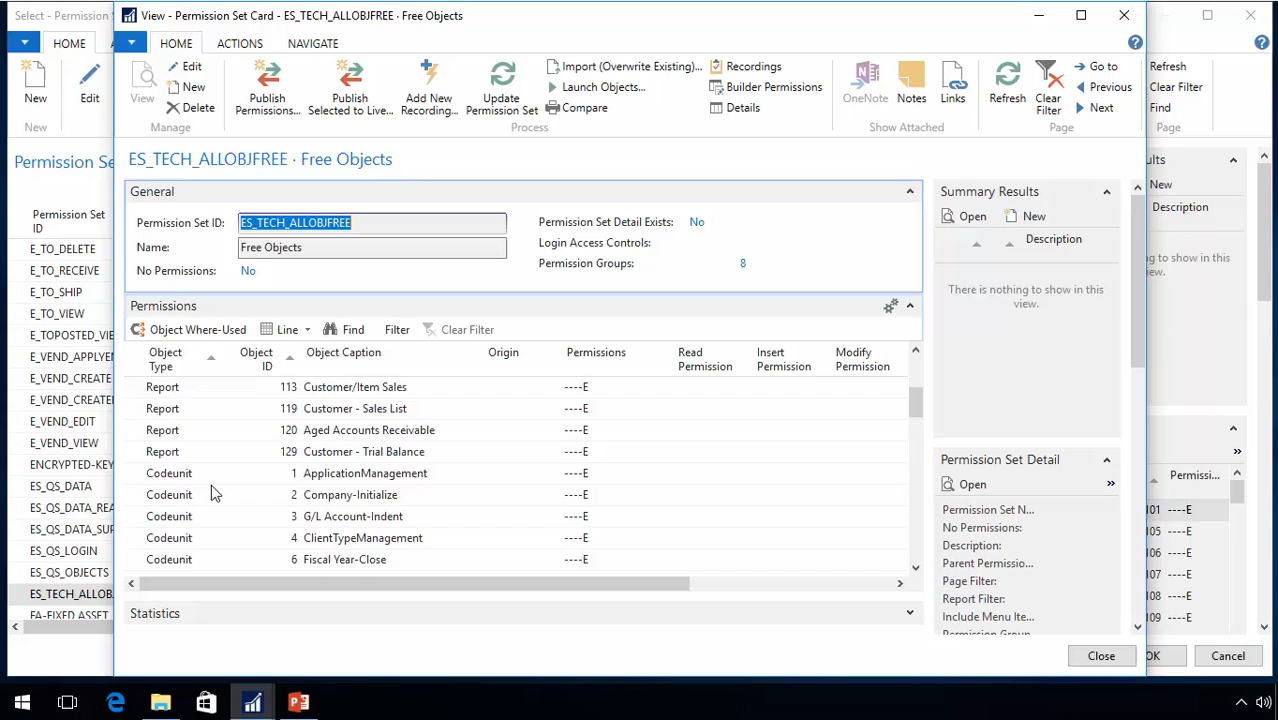 Select - Permission Set
View - Permission Set Card - ES_TECH_ALLOBJFREE · Free Objects
HOME
HOME ACTIONS NAVIGATE
New
Edit
New
View
Edit
New
Delete
Manage
Publish Permissions...
Publish Selected to Live...
Add New Recording...
Update Permission Set
Import (Overwrite Existing)...
Launch Objects...
Compare
Recordings
Builder Permissions
Details
Process
OneNote
Notes
Links
Show Attached
Refresh
Clear Filter
Go to
Previous
Next
Page
Refresh
Clear Filter
Find
Page
Permission Se
ES_TECH_ALLOBJFREE · Free Objects
General
Permission Set ID: ES_TECH_ALLOBJFREE
Name: Free Objects
No Permissions: No
Permission Set Detail Exists: No
Login Access Controls:
Permission Groups: 8
Permissions
Object Where-Used Line Find Filter Clear Filter
Object Type Object ID Object Caption Origin Permissions Read Permission Insert Permission Modify Permission
Report 113 Customer/Item Sales ----E
Report 119 Customer - Sales List ----E
Report 120 Aged Accounts Receivable ----E
Report 129 Customer - Trial Balance ----E
Codeunit 1 ApplicationManagement ----E
Codeunit 2 Company-Initialize ----E
Codeunit 3 G/L Account-Indent ----E
Codeunit 4 ClientTypeManagement ----E
Codeunit 6 Fiscal Year-Close ----E
Statistics
Permission Set ID
E_TO_DELETE
E_TO_RECEIVE
E_TO_SHIP
E_TO_VIEW
E_TOPOSTED_VI
E_VEND_APPLYEN
E_VEND_CREATE
E_VEND_CREATE
E_VEND_EDIT
E_VEND_VIEW
ENCRYPTED-KEY
ES_QS_DATA
ES_QS_DATA_REA
ES_QS_DATA_SUP
ES_QS_LOGIN
ES_QS_OBJECTS
ES_TECH_ALLOB
FA-FIXED ASSET
Summary Results
Open New
Description
There is nothing to show in this view.
Permission Set Detail
Open
Permission Set N...
No Permissions:
Description:
Parent Permissio...
Page Filter:
Report Filter:
Include Menu Ite...
Permission Group
ults
New
Description
ng to show in this
w.
Permissi...
101 ----E
105 ----E
106 ----E
107 ----E
108 ----E
109 ----E
Close
OK
Cancel